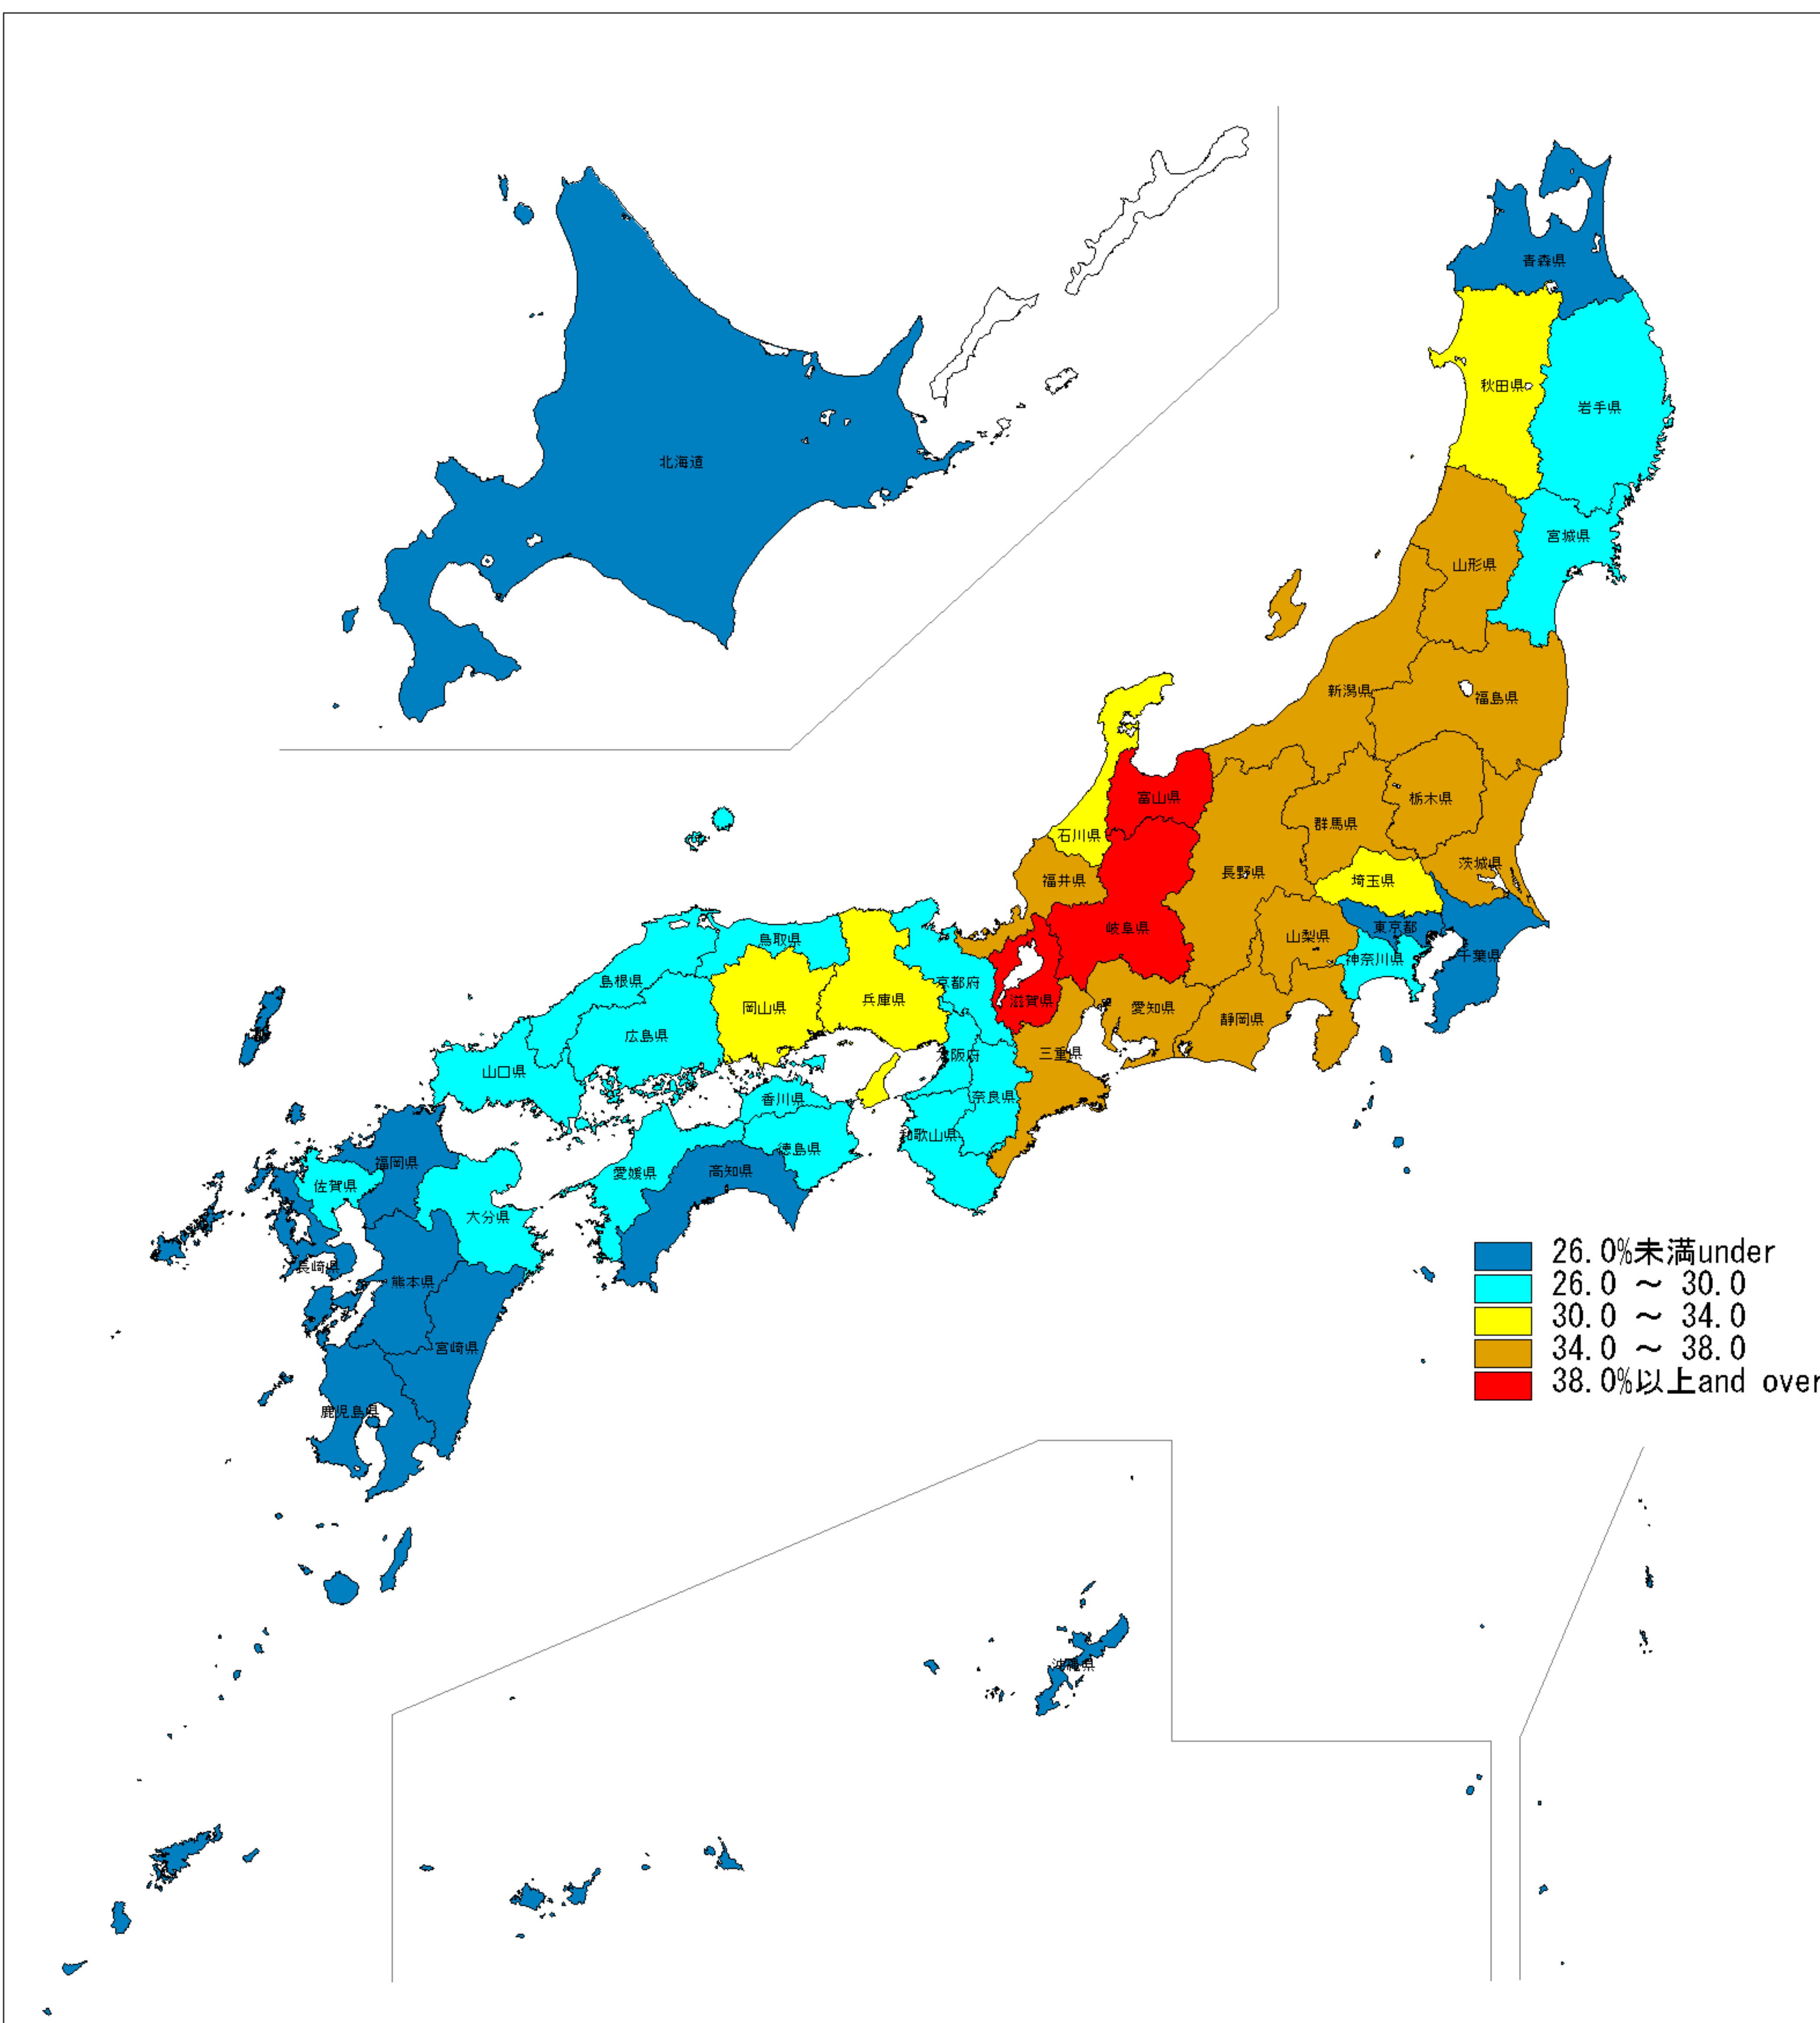 青森県
秋田県
岩手県
北海道
宮城県
山形県
新潟県
福島県
富山県
栃木県
群馬県
石川県
茨城県
長野県
福井県
埼玉県
岐阜県
東京都
山梨県
鳥取県
千葉県
神奈川県
島根県
京都府
滋賀県
兵庫県
岡山県
愛知県
静岡県
広島県
大阪府
三重県
山口県
香川県
奈良県
和歌山県
徳島県
福岡県
高知県
愛媛県
佐賀県
大分県
長崎県
熊本県
宮崎県
鹿児島県
沖縄県
26.0%未満under
26.0 ～ 30.0
30.0 ～ 34.0
34.0 ～ 38.0
38.0%以上and over